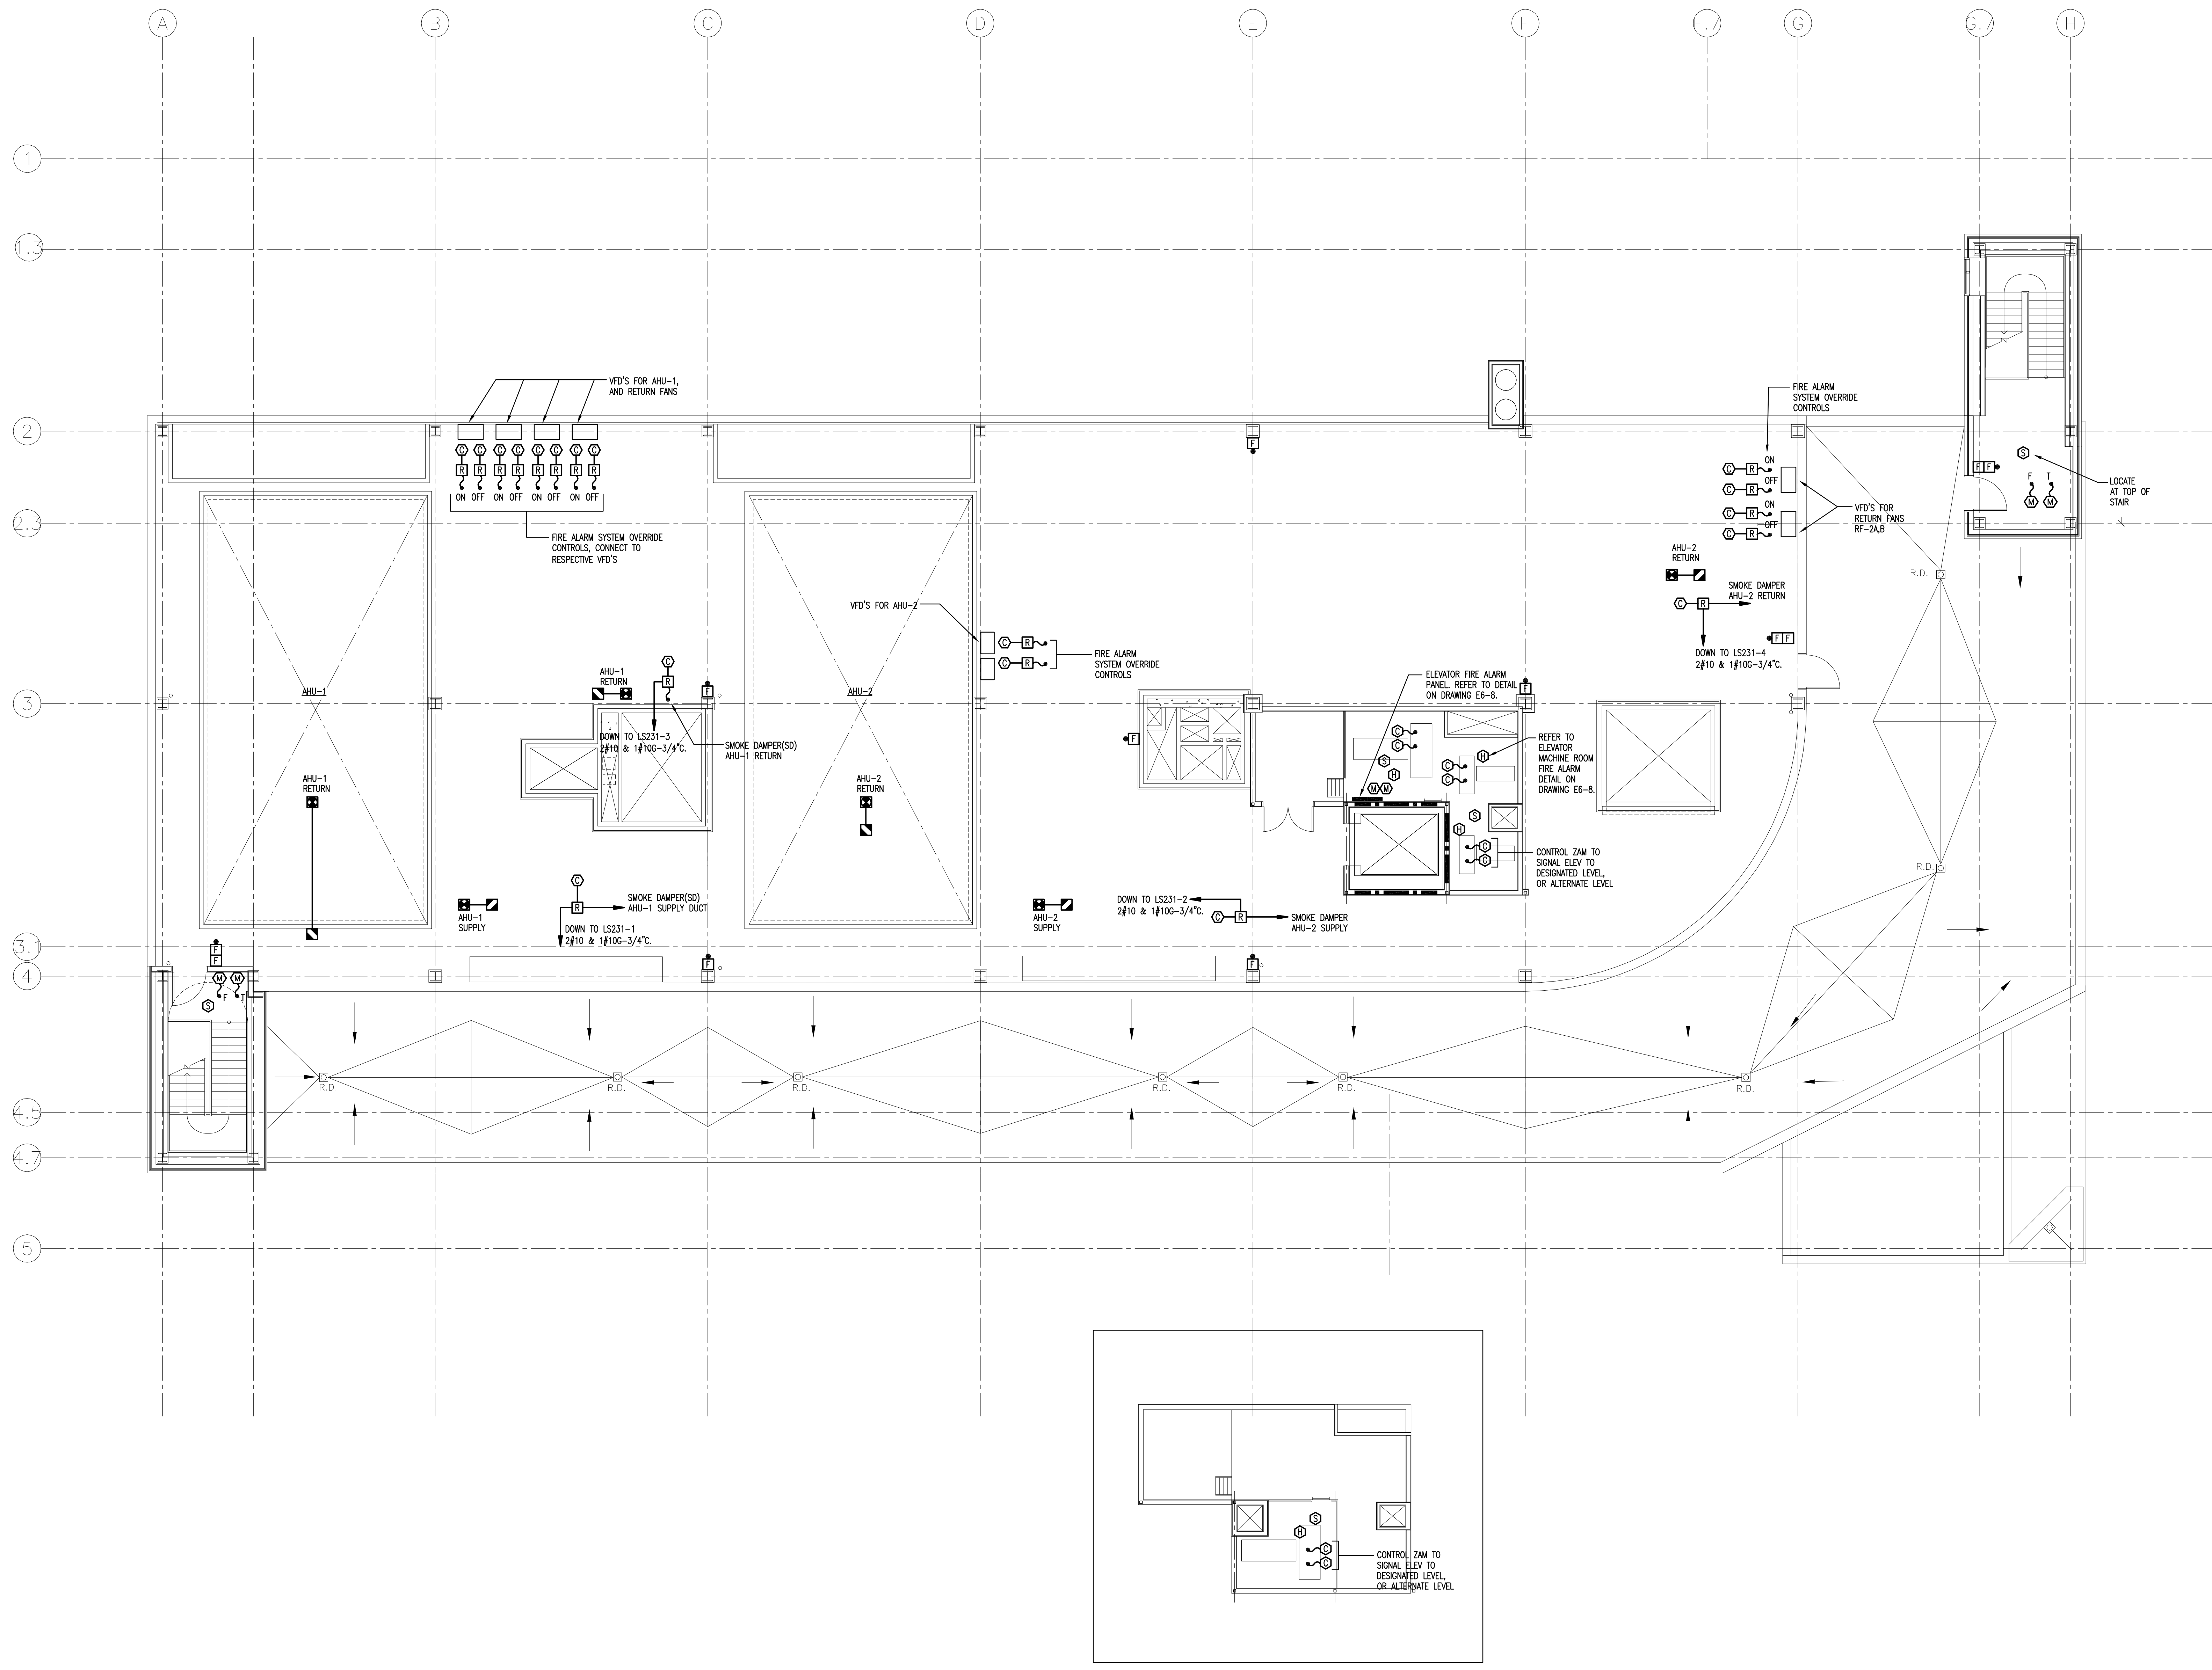 A
B
C
D
E
F
F.7
G
G.7
H
1
1.3
2
2.3
3
3.1
4
4.5
4.7
5
VFD'S FOR AHU-1,
AND RETURN FANS
C C C C C C C C
R R R R R R R R
ON OFF ON OFF ON OFF ON OFF
FIRE ALARM SYSTEM OVERRIDE
CONTROLS, CONNECT TO
RESPECTIVE VFD'S
F
FIRE ALARM
SYSTEM OVERRIDE
CONTROLS
ON
C R
OFF
C R
ON
C R
OFF
C R
VFD'S FOR
RETURN FANS
RF-2A,B
S
F F
F T
M M
LOCATE
AT TOP OF
STAIR
AHU-2
RETURN
SMOKE DAMPER
AHU-2 RETURN
C R
F F
DOWN TO LS231-4
2#10 & 1#10G-3/4"C.
R.D.
VFD'S FOR AHU-2
C R
C R
FIRE ALARM
SYSTEM OVERRIDE
CONTROLS
AHU-1
AHU-1
RETURN
C
R
F
DOWN TO LS231-3
2#10 & 1#10G-3/4"C.
SMOKE DAMPER(SD)
AHU-1 RETURN
AHU-2
ELEVATOR FIRE ALARM
PANEL. REFER TO DETAIL
ON DRAWING E6-8.
F
F
C
C
S
H
M M
C
C
H
REFER TO
ELEVATOR
MACHINE ROOM
FIRE ALARM
DETAIL ON
DRAWING E6-8.
S
H
C
C
CONTROL ZAM TO
SIGNAL ELEV TO
DESIGNATED LEVEL,
OR ALTERNATE LEVEL
R.D.
AHU-1
RETURN
AHU-2
RETURN
AHU-1
SUPPLY
C
R
SMOKE DAMPER(SD)
AHU-1 SUPPLY DUCT
DOWN TO LS231-1
2#10 & 1#10G-3/4"C.
AHU-2
SUPPLY
DOWN TO LS231-2
2#10 & 1#10G-3/4"C.
C R
SMOKE DAMPER
AHU-2 SUPPLY
F
F
M M
F T
S
F
F
R.D.
R.D.
R.D.
R.D.
R.D.
R.D.
S
H
C
C
CONTROL ZAM TO
SIGNAL ELEV TO
DESIGNATED LEVEL,
OR ALTERNATE LEVEL